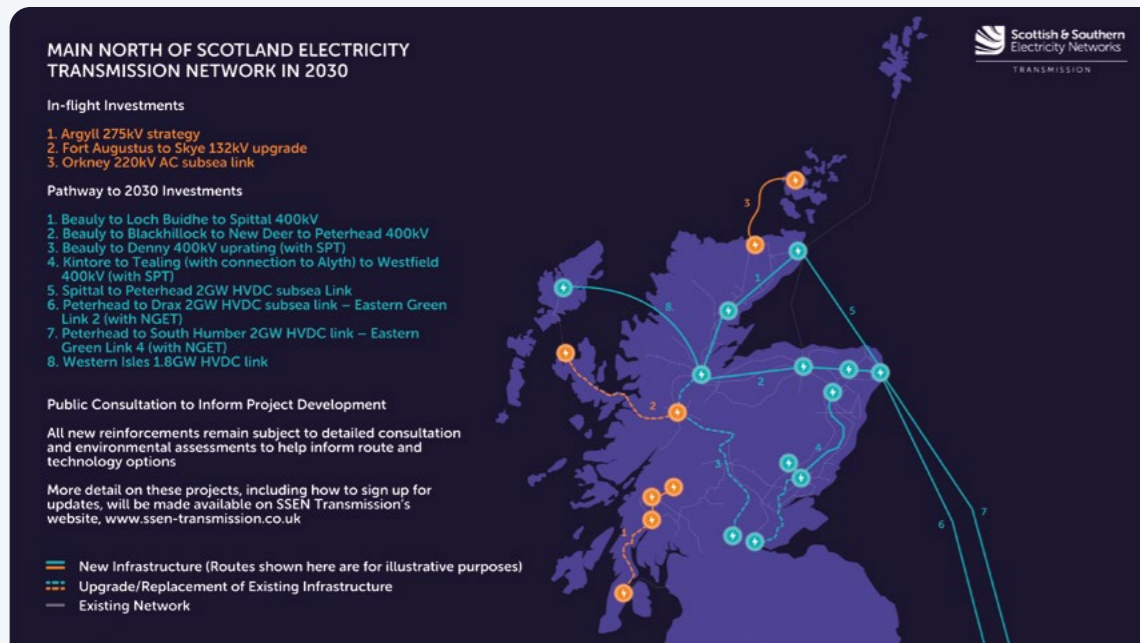 MAIN NORTH OF SCOTLAND ELECTRICITY
TRANSMISSION NETWORK IN 2030
In-flight Investments
1. Argyll 275kV strategy
2. Fort Augustus to Skye 132kV upgrade
3. Orkney 220kV AC subsea link
Pathway to 2030 Investments
1. Beauly to Loch Buidhe to Spittal 400kV
2. Beauly to Blackhillock to New Deer to Peterhead 400kV
3. Beauly to Denny 400kV uprating (with SPT)
4. Kintore to Tealing (with connection to Alyth) to Westfield
400kV (with SPT)
5. Spittal to Peterhead 2GW HVDC subsea Link
6. Peterhead to Drax 2GW HVDC subsea link – Eastern Green
Link 2 (with NGET)
7. Peterhead to South Humber 2GW HVDC link – Eastern
Green Link 4 (with NGET)
8. Western Isles 1.8GW HVDC link
Public Consultation to Inform Project Development
All new reinforcements remain subject to detailed consultation
and environmental assessments to help inform route and
technology options
More detail on these projects, including how to sign up for
updates, will be made available on SSEN Transmission's
website, www.ssen-transmission.co.uk
New Infrastructure (Routes shown here are for illustrative purposes)
Upgrade/Replacement of Existing Infrastructure
Existing Network
Scottish & Southern
Electricity Networks
TRANSMISSION
3
1
8
5
2
2
4
3
1
6
7